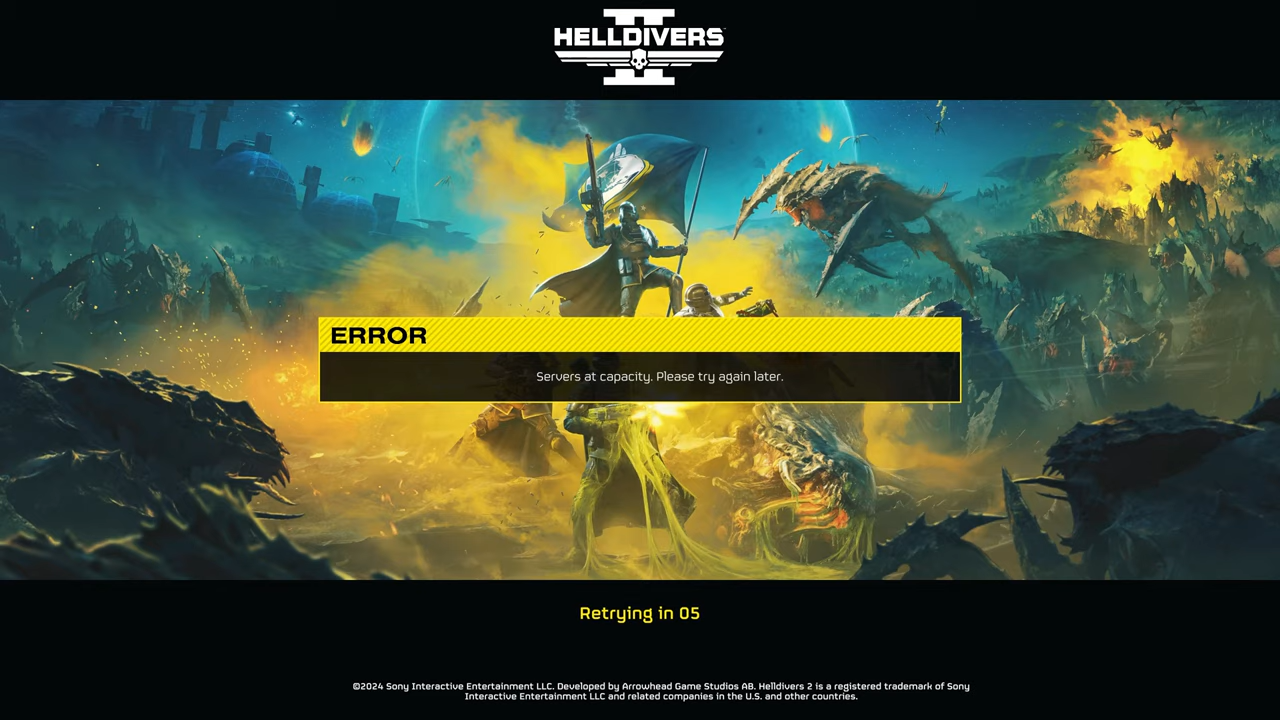 II
HELLDIVERS
ERROR
Servers at capacity. Please try again later.
Retrying in 05
©2024 Sony Interactive Entertainment LLC. Developed by Arrowhead Game Studios AB. Helldivers 2 is a registered trademark of Sony
Interactive Entertainment LLC and related companies in the U.S. and other countries.